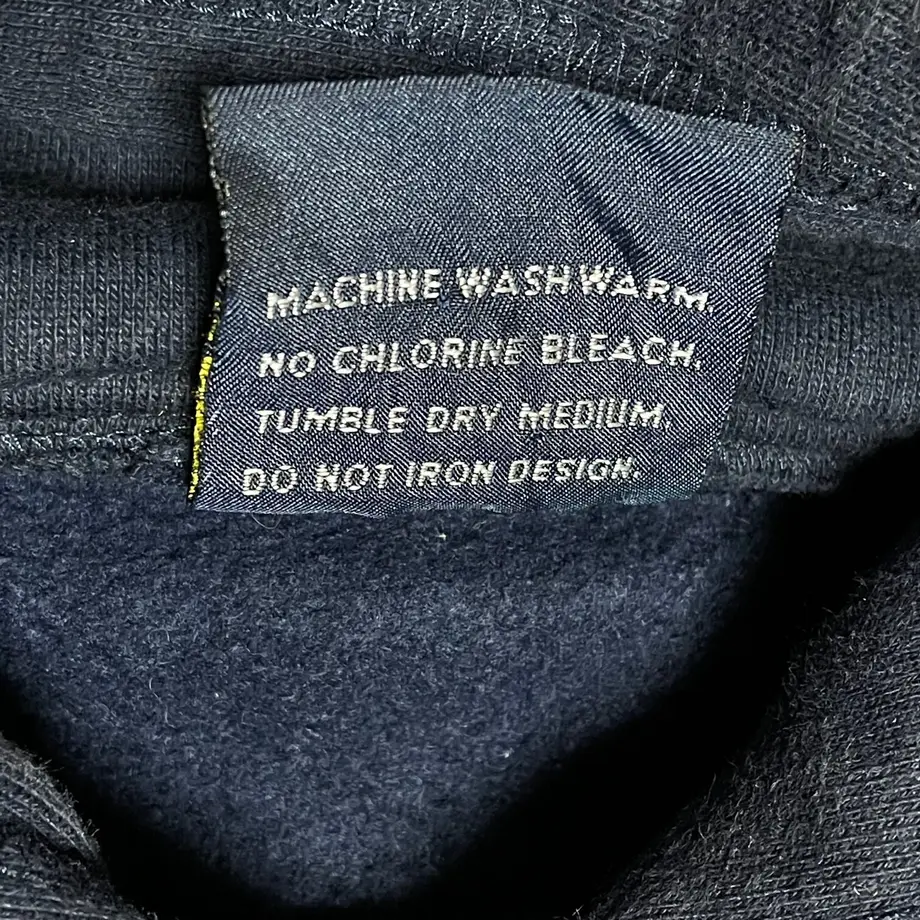 MACHINE WASH WARM.
NO CHLORINE BLEACH.
TUMBLE DRY MEDIUM.
DO NOT IRON DESIGN.